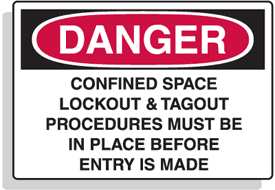 DANGER
CONFINED SPACE
LOCKOUT & TAGOUT
PROCEDURES MUST BE
IN PLACE BEFORE
ENTRY IS MADE